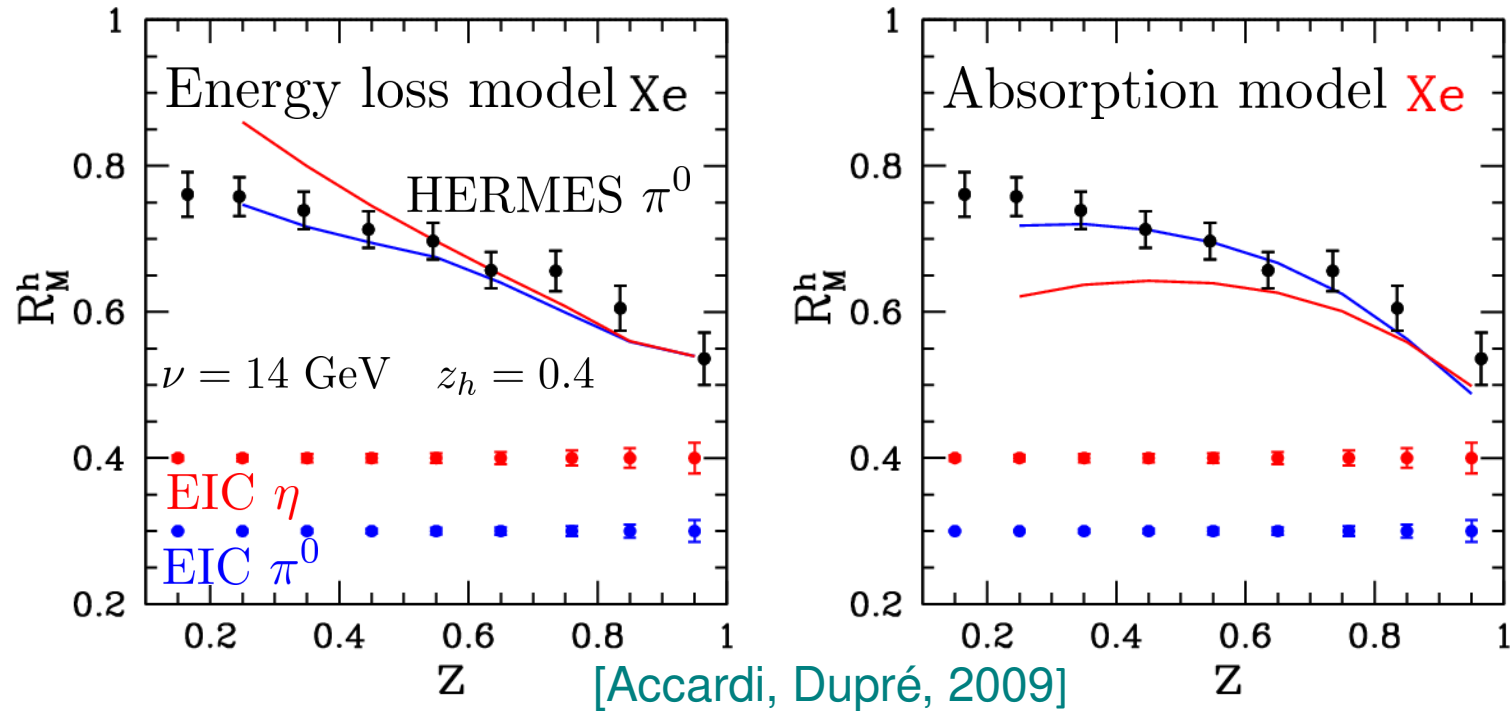 Energy loss model Xe
HERMES π⁰
ν = 14 GeV z_h = 0.4
EIC η
EIC π⁰
R_M^h
1
0.8
0.6
0.4
0.2
0.2 0.4 0.6 0.8 1
Z
Absorption model Xe
R_M^h
1
0.8
0.6
0.4
0.2
0.2 0.4 0.6 0.8 1
Z
[Accardi, Dupré, 2009]